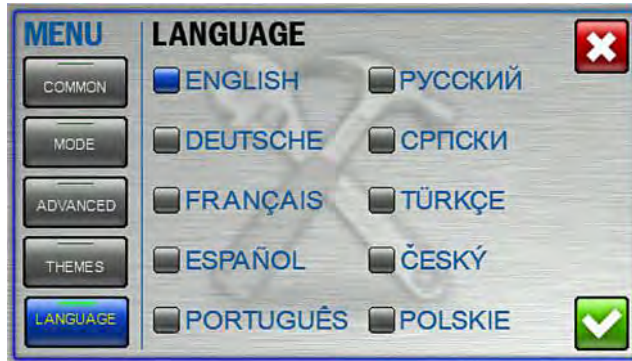 MENU
COMMON
MODE
ADVANCED
THEMES
LANGUAGE
LANGUAGE
ENGLISH
DEUTSCHE
FRANÇAIS
ESPAÑOL
PORTUGUÊS
РУССКИЙ
СРПСКИ
TÜRKÇE
ČESKÝ
POLSKIE